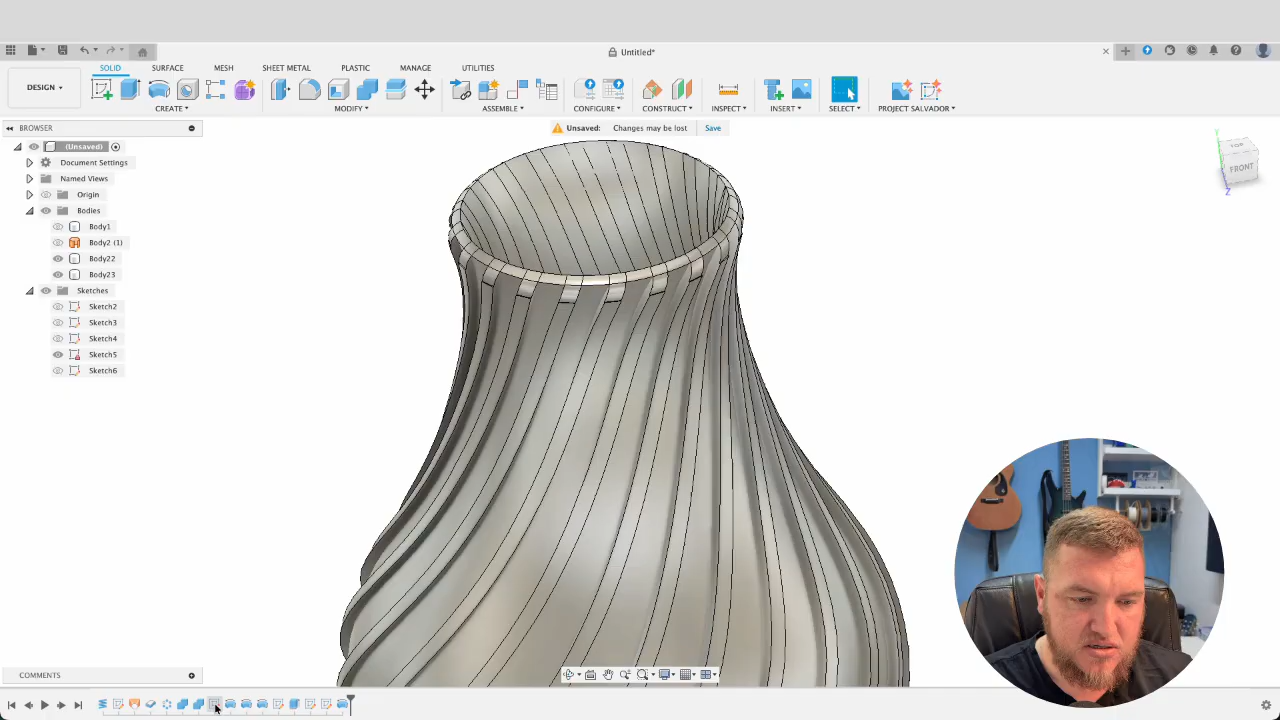 Untitled*
DESIGN
SOLID
SURFACE
MESH
SHEET METAL
PLASTIC
MANAGE
UTILITIES
CREATE
MODIFY
ASSEMBLE
CONFIGURE
CONSTRUCT
INSPECT
INSERT
SELECT
PROJECT SALVADOR
BROWSER
Unsaved: Changes may be lost Save
(Unsaved)
Document Settings
Named Views
Origin
Bodies
Body1
Body2 (1)
Body22
Body23
Sketches
Sketch2
Sketch3
Sketch4
Sketch5
Sketch6
TOP
FRONT
Y
Z
COMMENTS